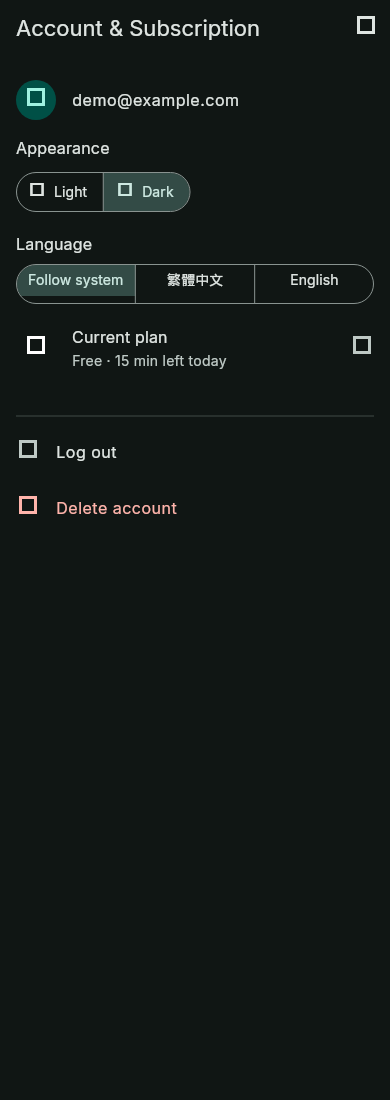 Account & Subscription
demo@example.com
Appearance
Light
Dark
Language
Follow system
繁體中文
English
Current plan
Free · 15 min left today
Log out
Delete account